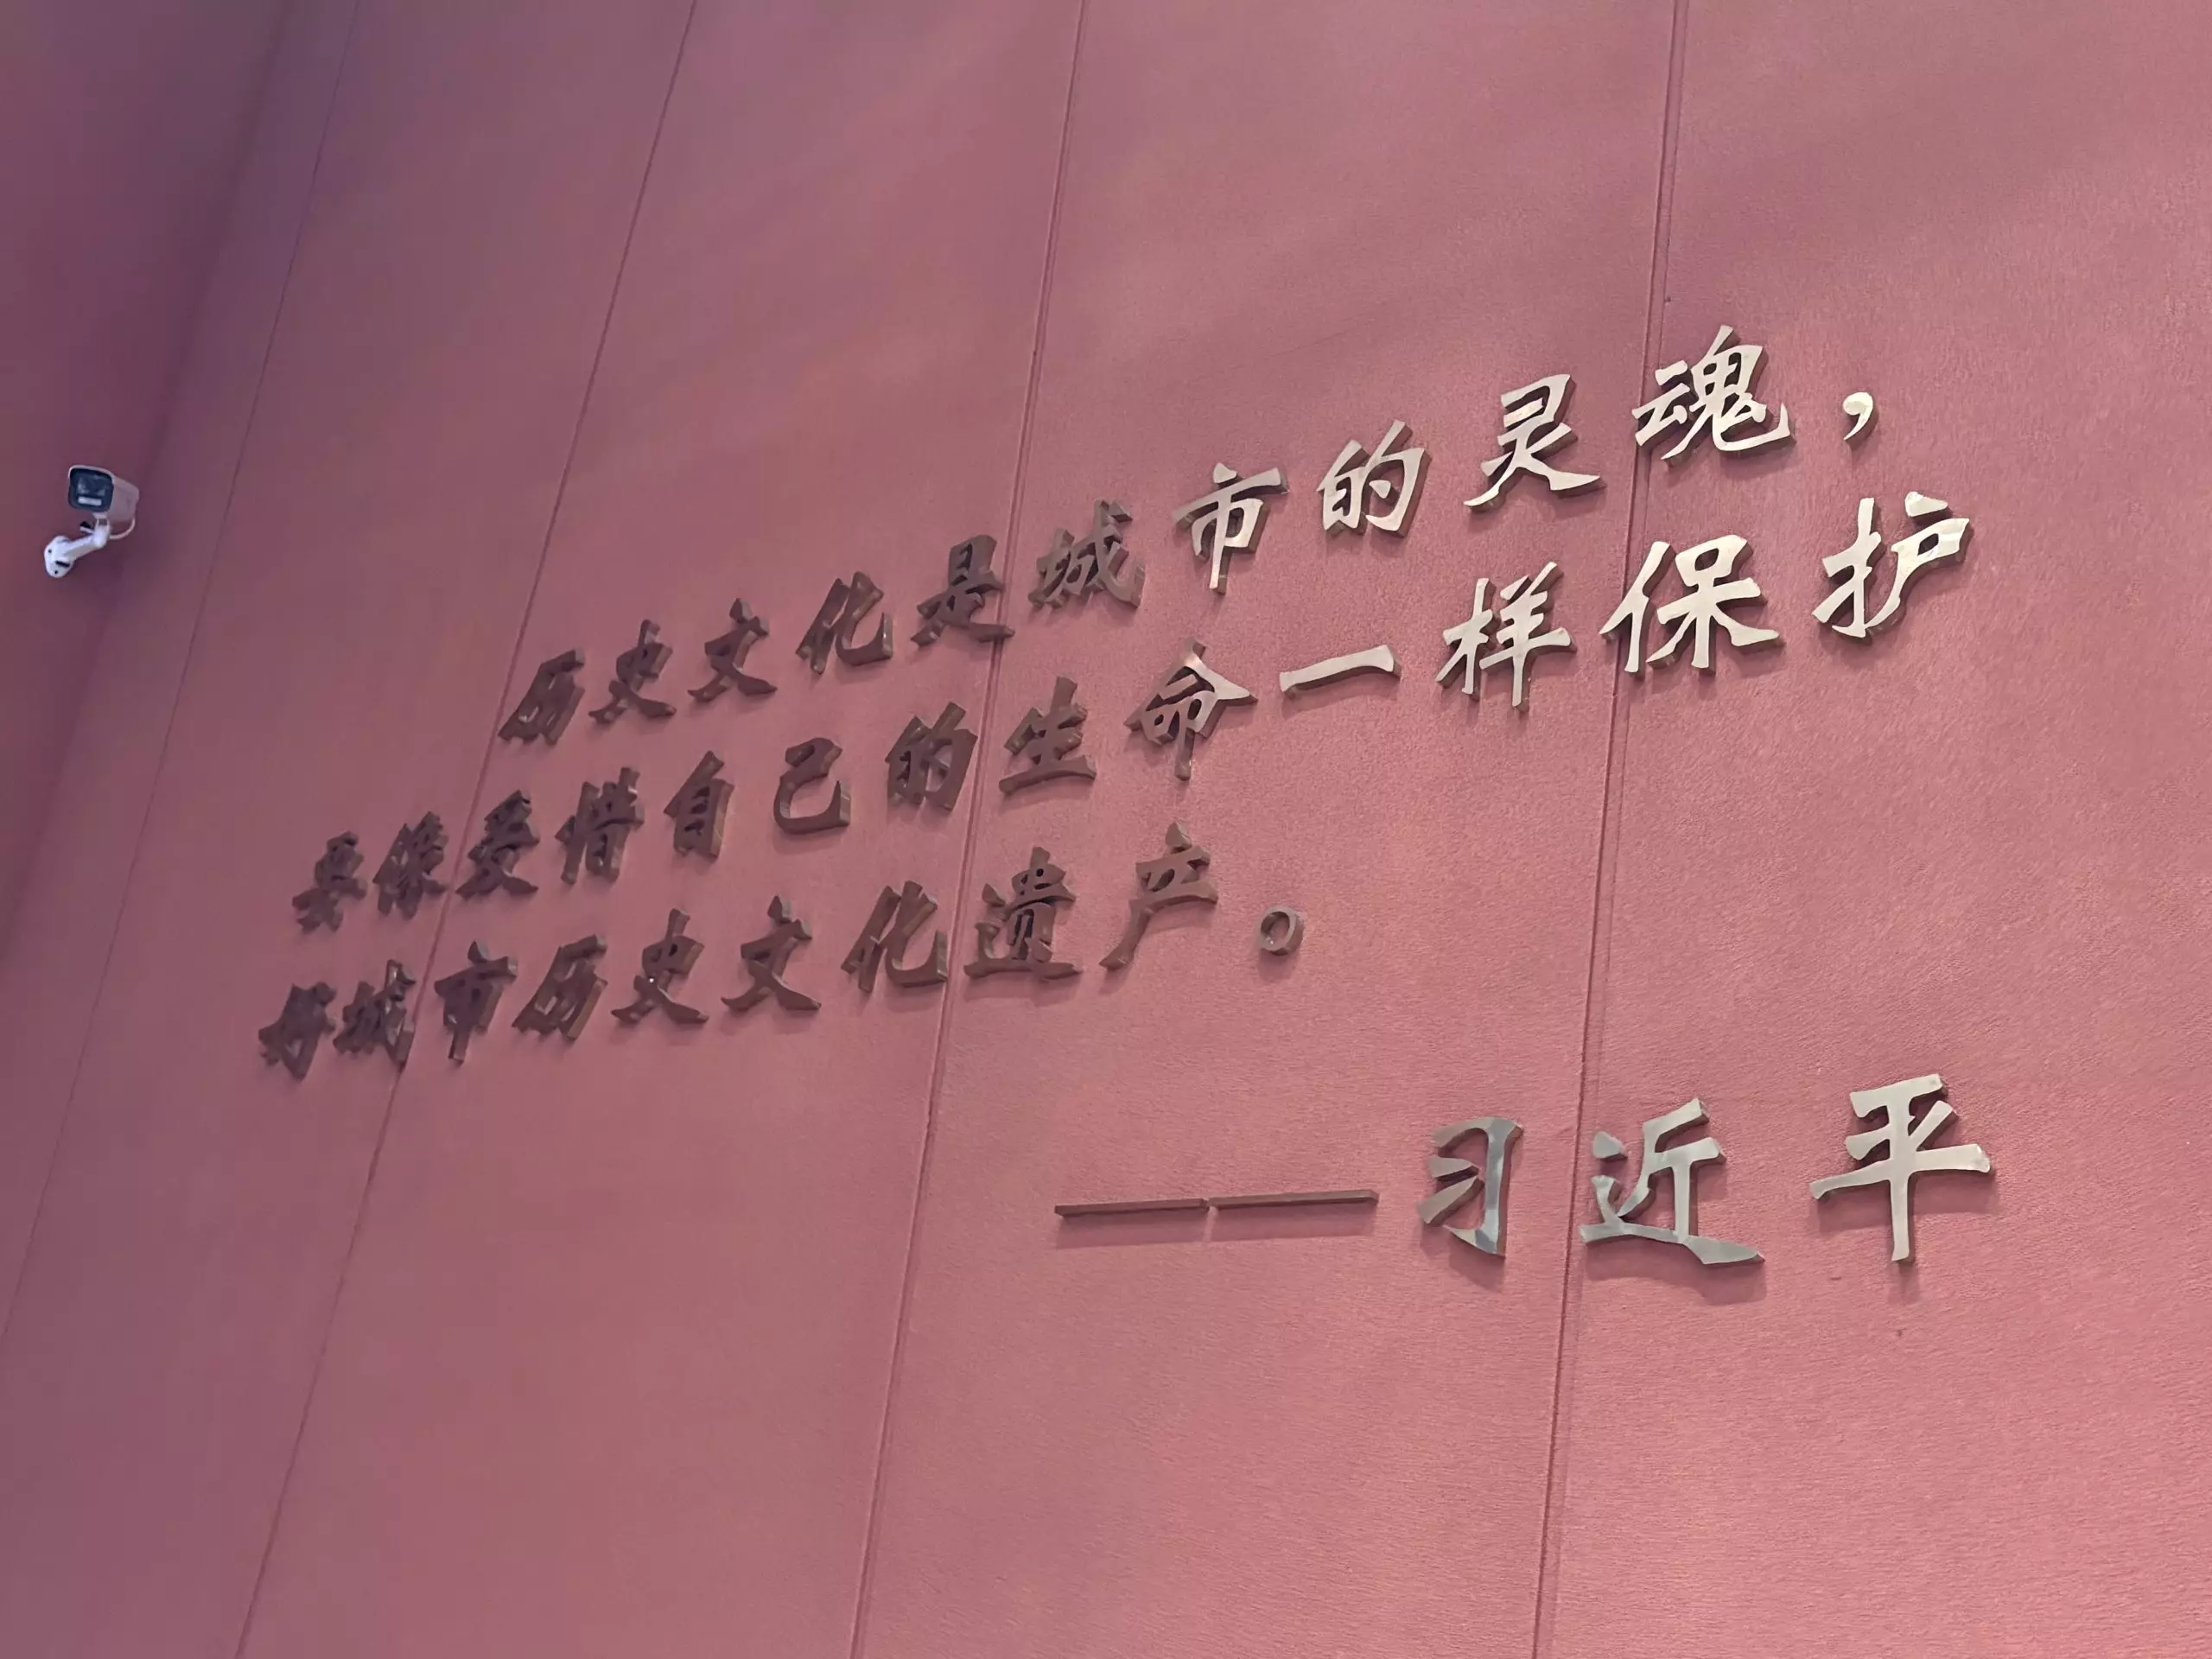 历史文化是城市的灵魂，
要像爱惜自己的生命一样保护
好城市历史文化遗产。
——习近平